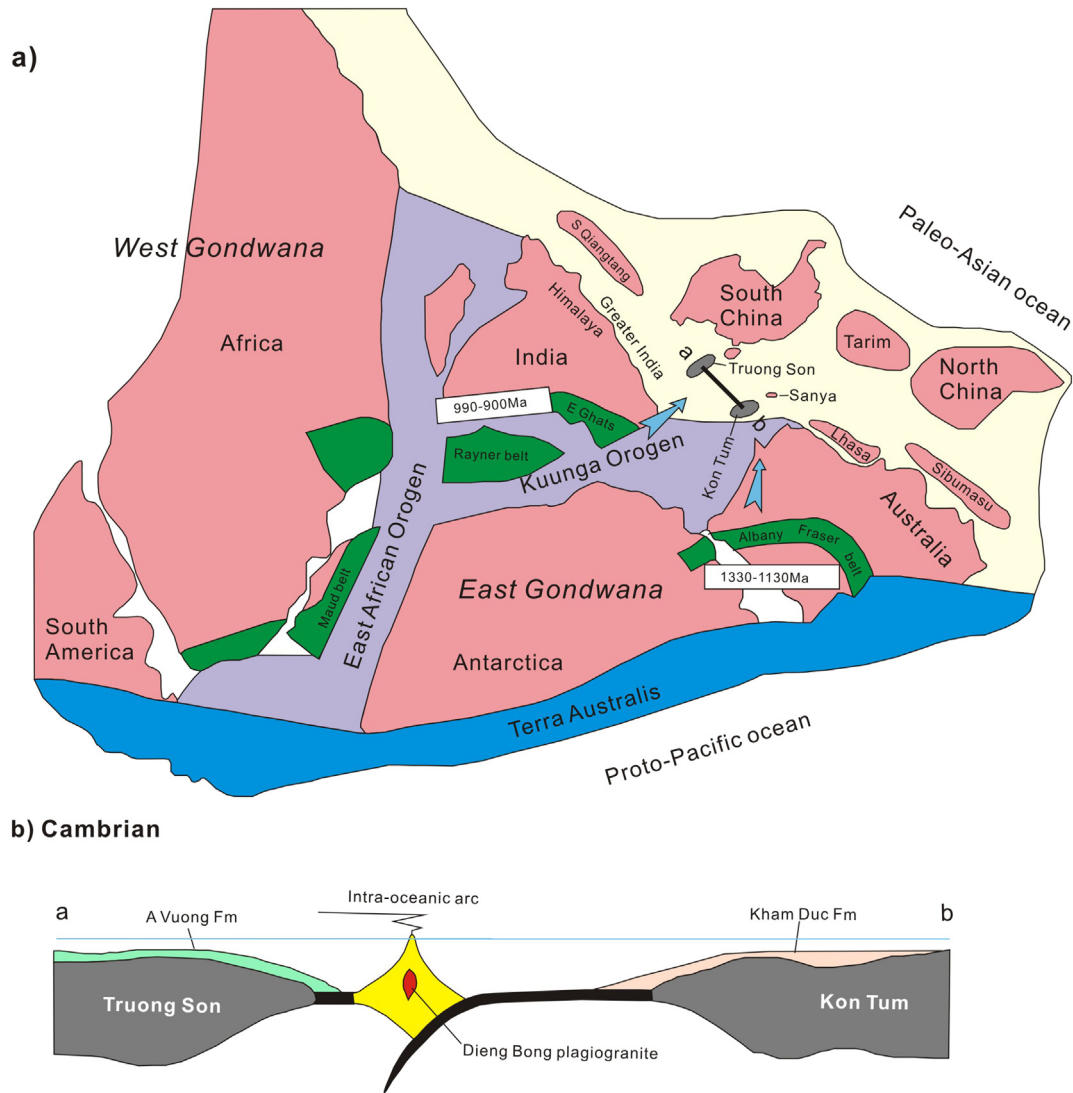 a)
Paleo-Asian ocean
S Qiangtang
West Gondwana
South
China
Himalaya
Greater India
Africa
India
a
Truong Son
Tarim
North
China
Sanya
990-900Ma
E Ghats
b
Rayner belt
Kuunga Orogen
Kon Tum
Lhasa
Sibumasu
Australia
East African Orogen
Albany Fraser belt
1330-1130Ma
Maud belt
East Gondwana
South
America
Antarctica
Terra Australis
Proto-Pacific ocean
b) Cambrian
Intra-oceanic arc
a
A Vuong Fm
Kham Duc Fm
b
Truong Son
Kon Tum
Dieng Bong plagiogranite